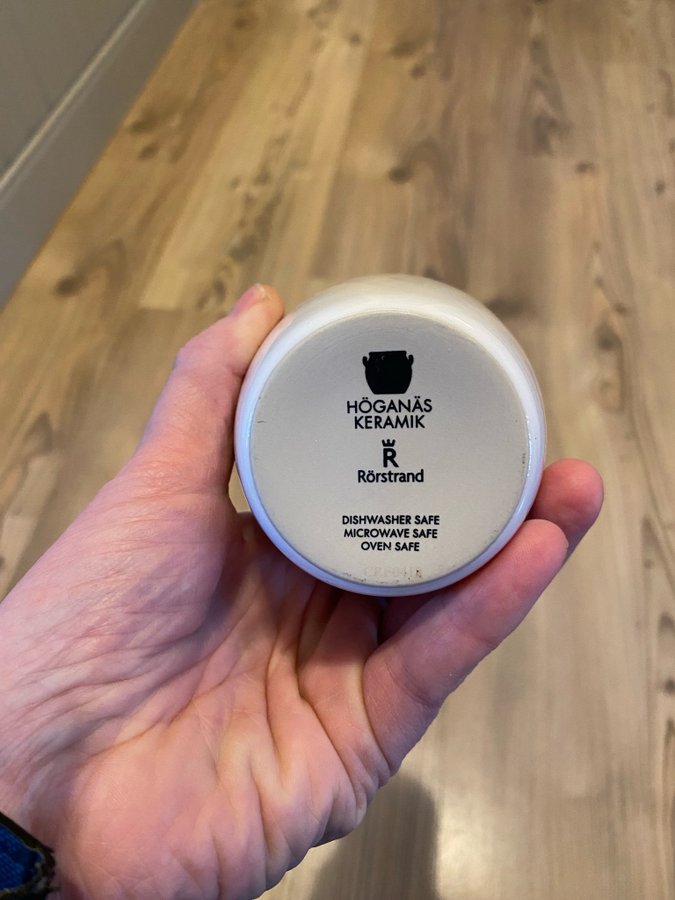 HÖGANÄS
KERAMIK
R
Rörstrand
DISHWASHER SAFE
MICROWAVE SAFE
OVEN SAFE